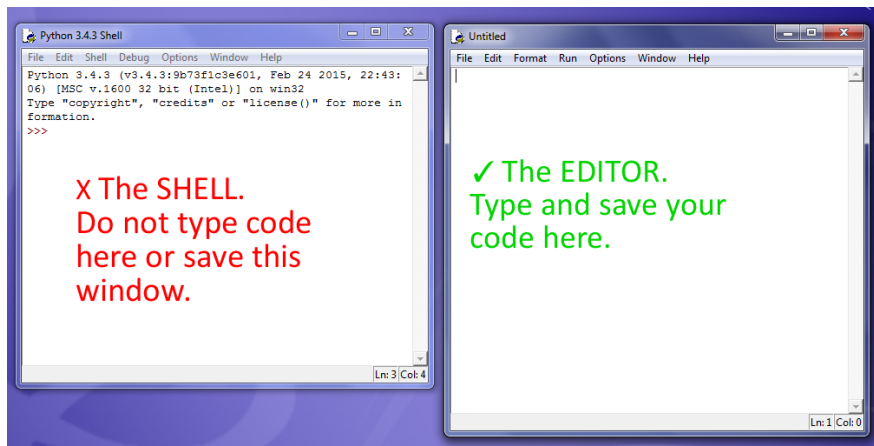 Python 3.4.3 Shell
File Edit Shell Debug Options Window Help
Python 3.4.3 (v3.4.3:9b73f1c3e601, Feb 24 2015, 22:43:
06) [MSC v.1600 32 bit (Intel)] on win32
Type "copyright", "credits" or "license()" for more in
formation.
>>>
X The SHELL.
Do not type code
here or save this
window.
Ln: 3 Col: 4
Untitled
File Edit Format Run Options Window Help
✓ The EDITOR.
Type and save your
code here.
Ln: 1 Col: 0